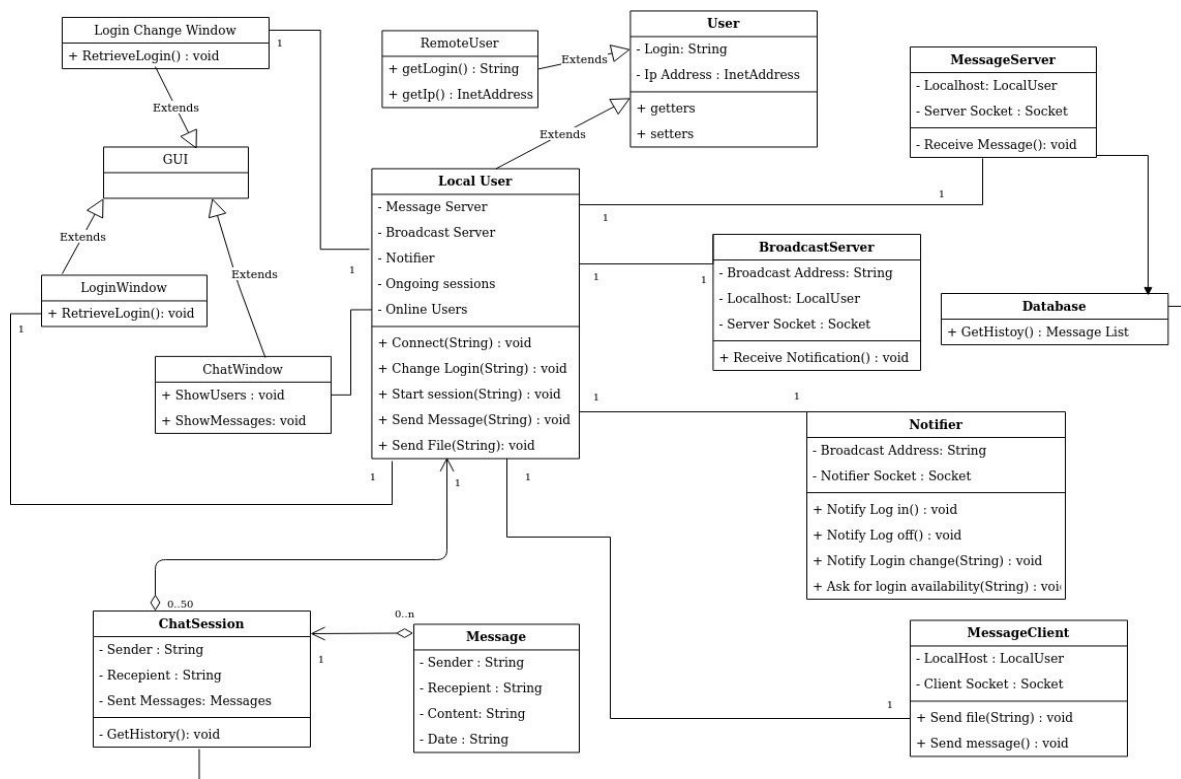 Login Change Window
+ RetrieveLogin() : void
1
Extends
GUI
Extends
Extends
LoginWindow
+ RetrieveLogin(): void
1
ChatWindow
+ ShowUsers : void
+ ShowMessages: void
RemoteUser
+ getLogin() : String
+ getIp() : InetAddress
Extends
User
- Login: String
- Ip Address : InetAddress
+ getters
+ setters
Extends
Local User
- Message Server
- Broadcast Server
- Notifier
- Ongoing sessions
- Online Users
+ Connect(String) : void
+ Change Login(String) : void
+ Start session(String) : void
+ Send Message(String) : void
+ Send File(String): void
1
1
1
1
1
1
1
MessageServer
- Localhost: LocalUser
- Server Socket : Socket
- Receive Message(): void
1
BroadcastServer
- Broadcast Address: String
- Localhost: LocalUser
- Server Socket : Socket
+ Receive Notification() : void
1
Database
+ GetHistoy() : Message List
1
Notifier
- Broadcast Address: String
- Notifier Socket : Socket
+ Notify Log in() : void
+ Notify Log off() : void
+ Notify Login change(String) : void
+ Ask for login availability(String) : voi
0..50
ChatSession
- Sender : String
- Recepient : String
- Sent Messages: Messages
- GetHistory(): void
1
0..n
Message
- Sender : String
- Recepient : String
- Content: String
- Date : String
1
MessageClient
- LocalHost : LocalUser
- Client Socket : Socket
+ Send file(String) : void
+ Send message() : void